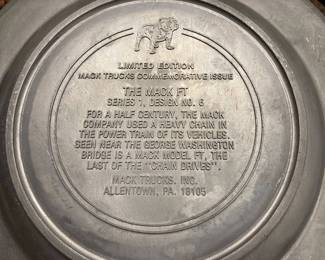 LIMITED EDITION
MACK TRUCKS COMMEMORATIVE ISSUE
THE MACK FT
SERIES 1, DESIGN NO. 6
FOR A HALF CENTURY, THE MACK
COMPANY USED A HEAVY CHAIN IN
THE POWER TRAIN OF ITS VEHICLES.
SEEN NEAR THE GEORGE WASHINGTON
BRIDGE IS A MACK MODEL FT, THE
LAST OF THE "CHAIN DRIVES".
MACK TRUCKS, INC.
ALLENTOWN, PA. 18105